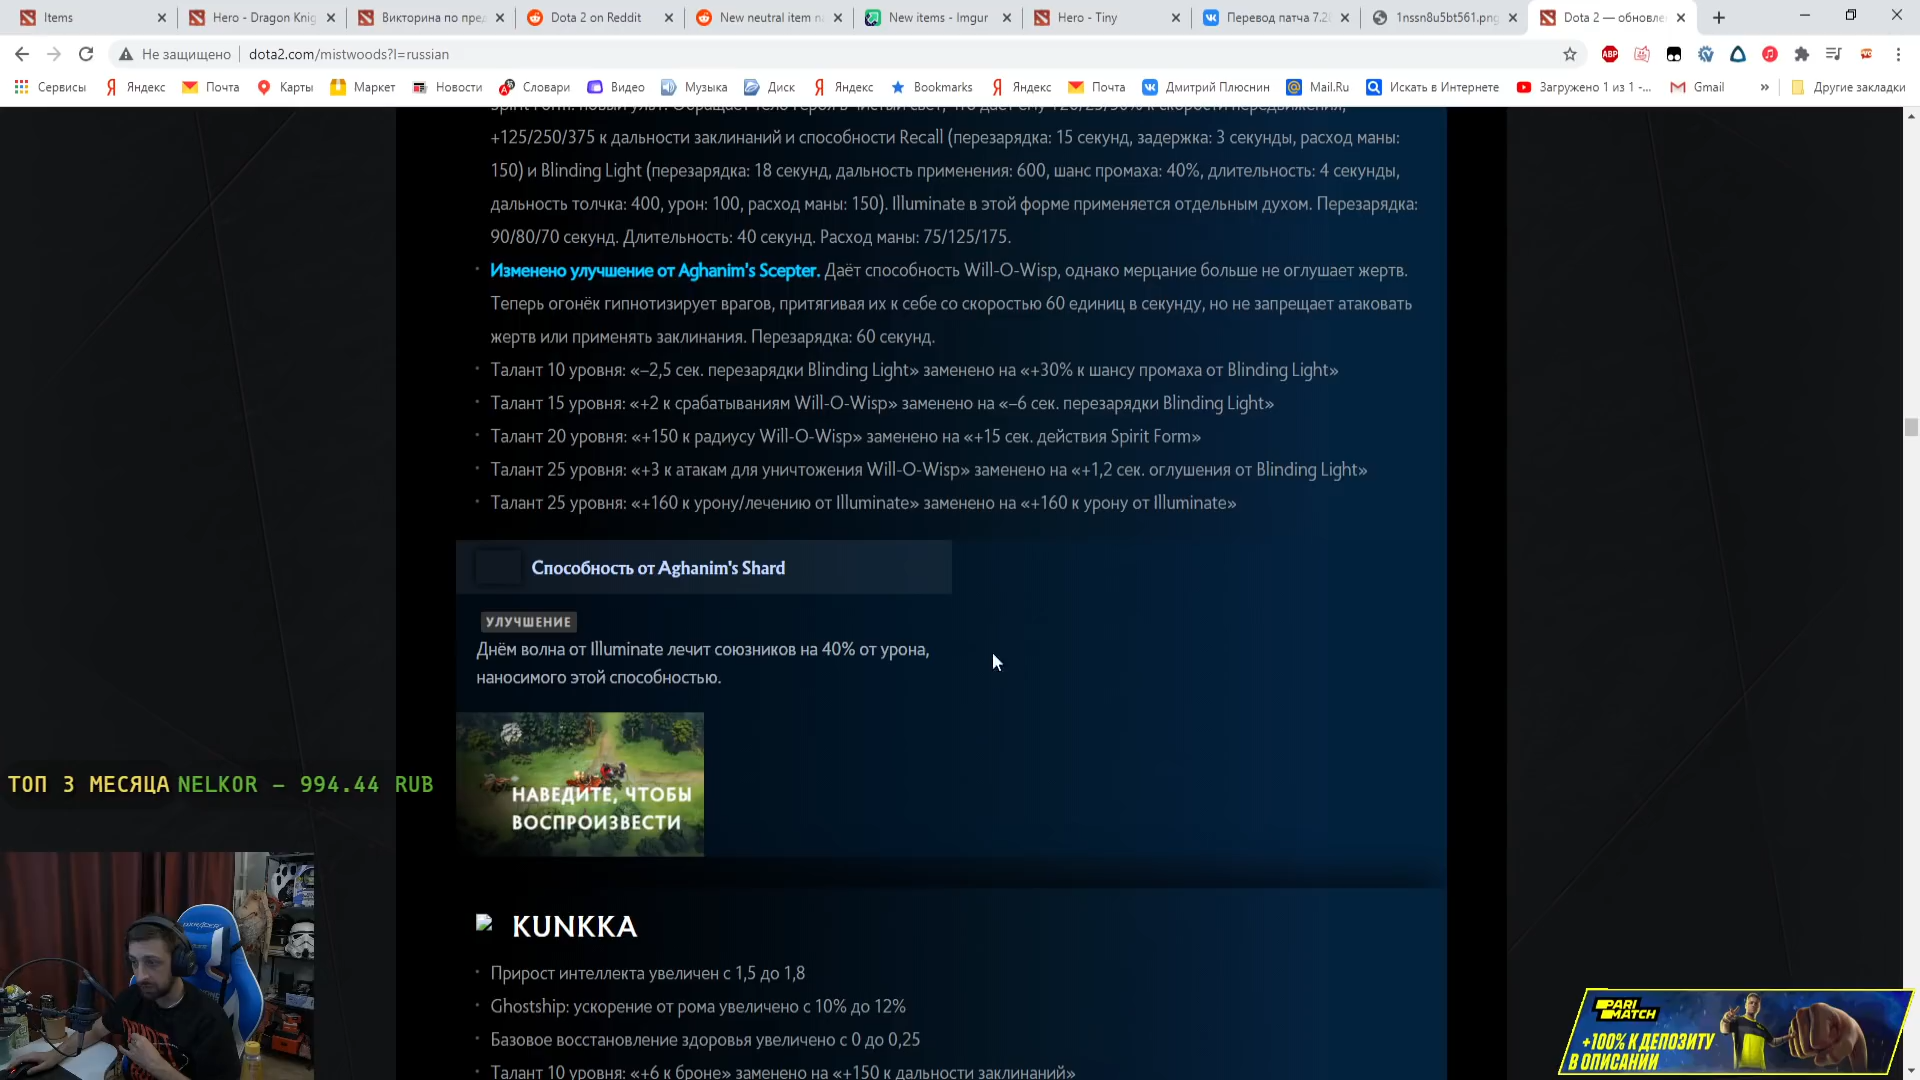 Items
Hero - Dragon Knig
Викторина по пред
Dota 2 on Reddit
New neutral item n
New items - Imgur
Hero - Tiny
Перевод патча 7.28
1nssn8u5bt561.png
Dota 2 — обновле
Не защищено
dota2.com/mistwoods?l=russian
ABP
Сервисы
Яндекс
Почта
Карты
Маркет
Новости
Словари
Видео
Музыка
Диск
Яндекс
Bookmarks
Яндекс
Почта
Дмитрий Плюснин
Mail.Ru
Искать в Интернете
Загружено 1 из 1 -...
Gmail
»
Другие закладки
+125/250/375 к дальности заклинаний и способности Recall (перезарядка: 15 секунд, задержка: 3 секунды, расход маны:
150) и Blinding Light (перезарядка: 18 секунд, дальность применения: 600, шанс промаха: 40%, длительность: 4 секунды,
дальность толчка: 400, урон: 100, расход маны: 150). Illuminate в этой форме применяется отдельным духом. Перезарядка:
90/80/70 секунд. Длительность: 40 секунд. Расход маны: 75/125/175.
Изменено улучшение от Aghanim's Scepter. Даёт способность Will-O-Wisp, однако мерцание больше не оглушает жертв.
Теперь огонёк гипнотизирует врагов, притягивая их к себе со скоростью 60 единиц в секунду, но не запрещает атаковать
жертв или применять заклинания. Перезарядка: 60 секунд.
Талант 10 уровня: «–2,5 сек. перезарядки Blinding Light» заменено на «+30% к шансу промаха от Blinding Light»
Талант 15 уровня: «+2 к срабатываниям Will-O-Wisp» заменено на «–6 сек. перезарядки Blinding Light»
Талант 20 уровня: «+150 к радиусу Will-O-Wisp» заменено на «+15 сек. действия Spirit Form»
Талант 25 уровня: «+3 к атакам для уничтожения Will-O-Wisp» заменено на «+1,2 сек. оглушения от Blinding Light»
Талант 25 уровня: «+160 к урону/лечению от Illuminate» заменено на «+160 к урону от Illuminate»
Способность от Aghanim's Shard
УЛУЧШЕНИЕ
Днём волна от Illuminate лечит союзников на 40% от урона,
наносимого этой способностью.
НАВЕДИТЕ, ЧТОБЫ
ВОСПРОИЗВЕСТИ
ТОП 3 МЕСЯЦА NELKOR – 994.44 RUB
KUNKKA
Прирост интеллекта увеличен с 1,5 до 1,8
Ghostship: ускорение от рома увеличено с 10% до 12%
Базовое восстановление здоровья увеличено с 0 до 0,25
Талант 10 уровня: «+6 к броне» заменено на «+150 к дальности заклинаний»
PARI
MATCH
+100% К ДЕПОЗИТУ
В ОПИСАНИИ
DXRACER